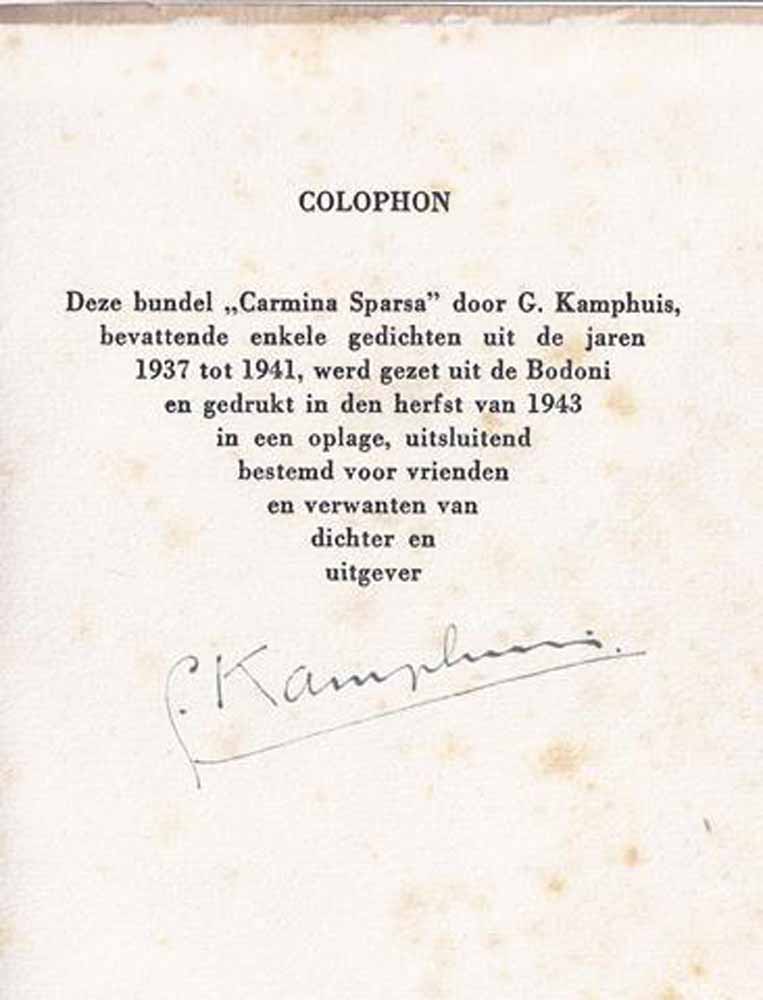 COLOPHON
Deze bundel „Carmina Sparsa” door G. Kamphuis,
bevattende enkele gedichten uit de jaren
1937 tot 1941, werd gezet uit de Bodoni
en gedrukt in den herfst van 1943
in een oplage, uitsluitend
bestemd voor vrienden
en verwanten van
dichter en
uitgever
G. Kamphuis.